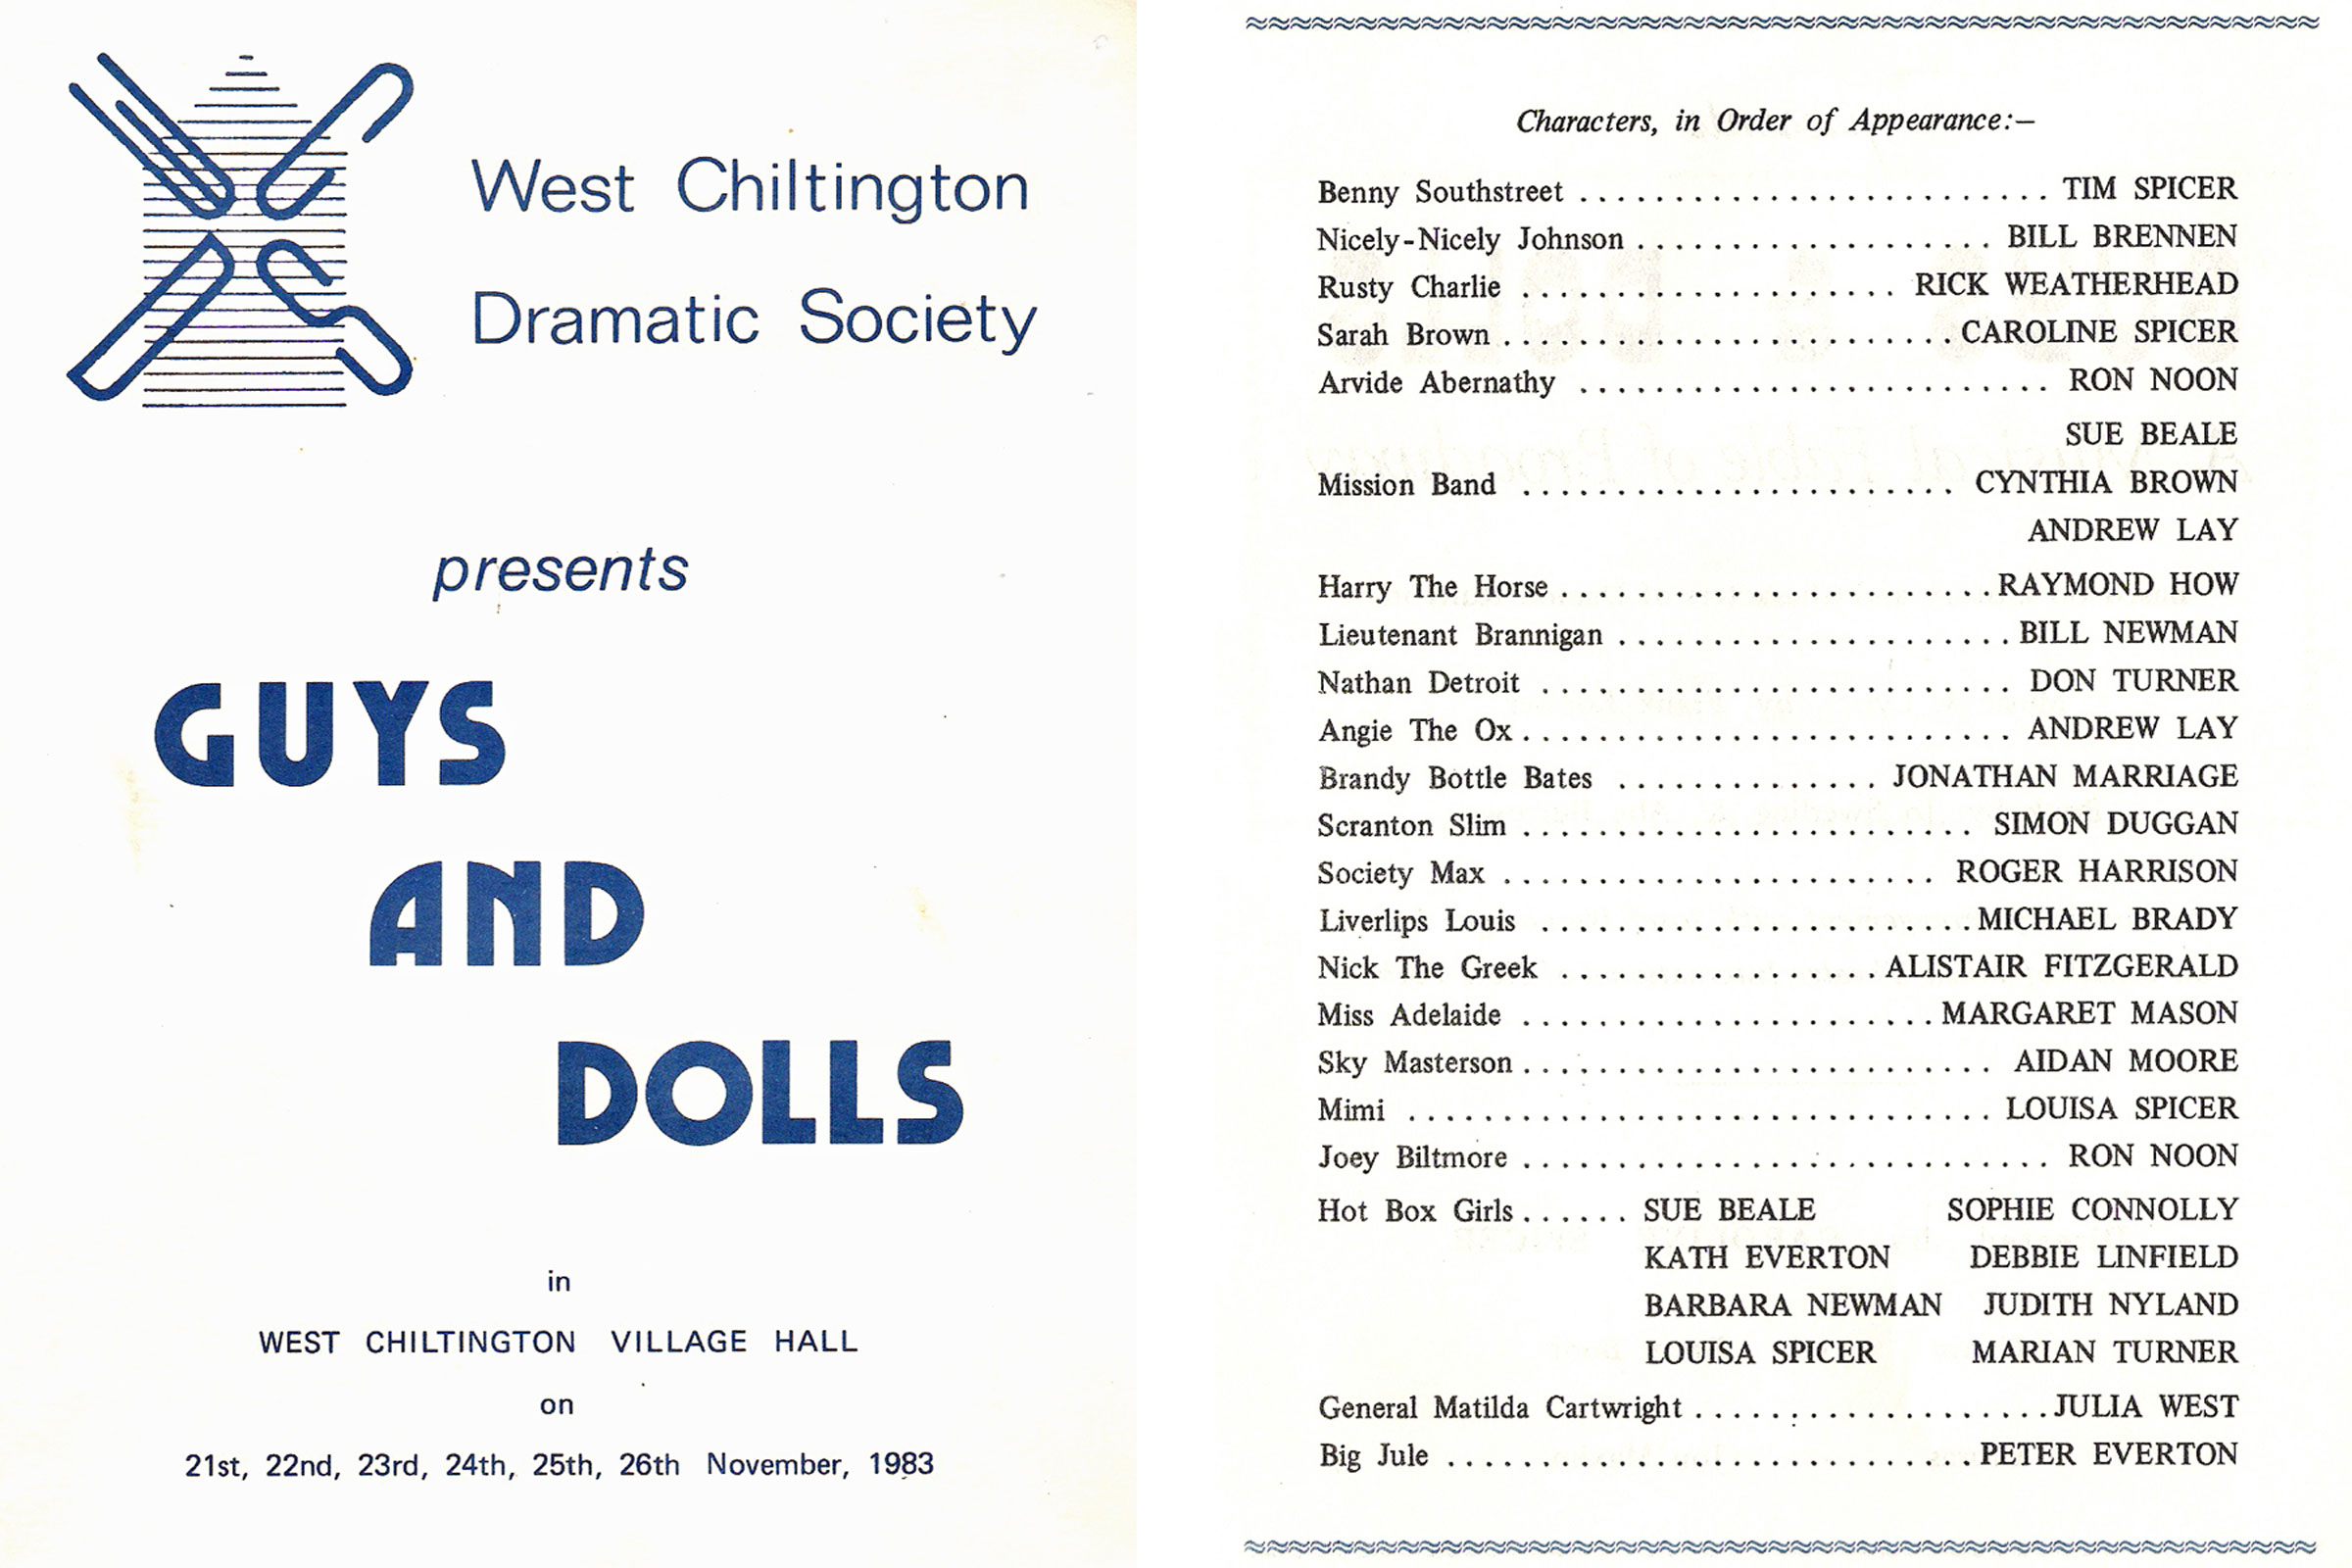 West Chiltington
Dramatic Society
presents
GUYS
AND
DOLLS
in
WEST CHILTINGTON VILLAGE HALL
on
21st, 22nd, 23rd, 24th, 25th, 26th November, 1983
Characters, in Order of Appearance:—
Benny Southstreet ......................... TIM SPICER
Nicely-Nicely Johnson ................... BILL BRENNEN
Rusty Charlie .................... RICK WEATHERHEAD
Sarah Brown ........................ CAROLINE SPICER
Arvide Abernathy ......................... RON NOON
SUE BEALE
Mission Band ....................... CYNTHIA BROWN
ANDREW LAY
Harry The Horse ....................... RAYMOND HOW
Lieutenant Brannigan ..................... BILL NEWMAN
Nathan Detroit ......................... DON TURNER
Angie The Ox .......................... ANDREW LAY
Brandy Bottle Bates .............. JONATHAN MARRIAGE
Scranton Slim ........................ SIMON DUGGAN
Society Max ....................... ROGER HARRISON
Liverlips Louis ....................... MICHAEL BRADY
Nick The Greek ................. ALISTAIR FITZGERALD
Miss Adelaide ...................... MARGARET MASON
Sky Masterson ......................... AIDAN MOORE
Mimi ............................... LOUISA SPICER
Joey Biltmore ............................ RON NOON
Hot Box Girls ...... SUE BEALE SOPHIE CONNOLLY
KATH EVERTON DEBBIE LINFIELD
BARBARA NEWMAN JUDITH NYLAND
LOUISA SPICER MARIAN TURNER
General Matilda Cartwright ................... JULIA WEST
Big Jule ............................ PETER EVERTON